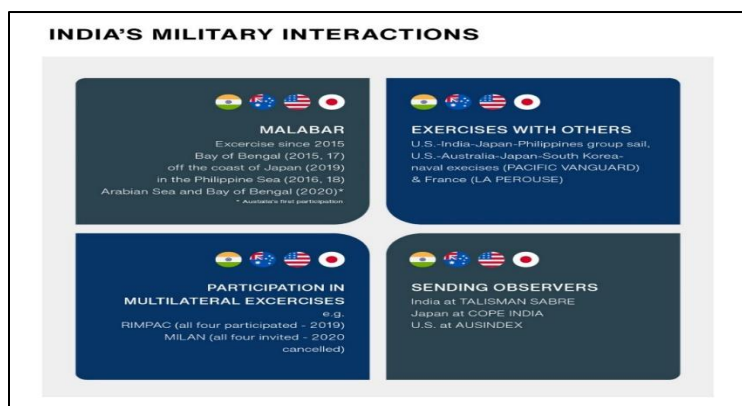 INDIA'S MILITARY INTERACTIONS
MALABAR
Excercise since 2015
Bay of Bengal (2015, 17)
off the coast of Japan (2019)
in the Philippine Sea (2016, 18)
Arabian Sea and Bay of Bengal (2020)*
* Austalia's first participation
EXERCISES WITH OTHERS
U.S.-India-Japan-Philippines group sail,
U.S.-Australia-Japan-South Korea-
naval execises (PACIFIC VANGUARD)
& France (LA PEROUSE)
PARTICIPATION IN
MULTILATERAL EXCERCISES
e.g.
RIMPAC (all four participated - 2019)
MILAN (all four invited - 2020
cancelled)
SENDING OBSERVERS
India at TALISMAN SABRE
Japan at COPE INDIA
U.S. at AUSINDEX